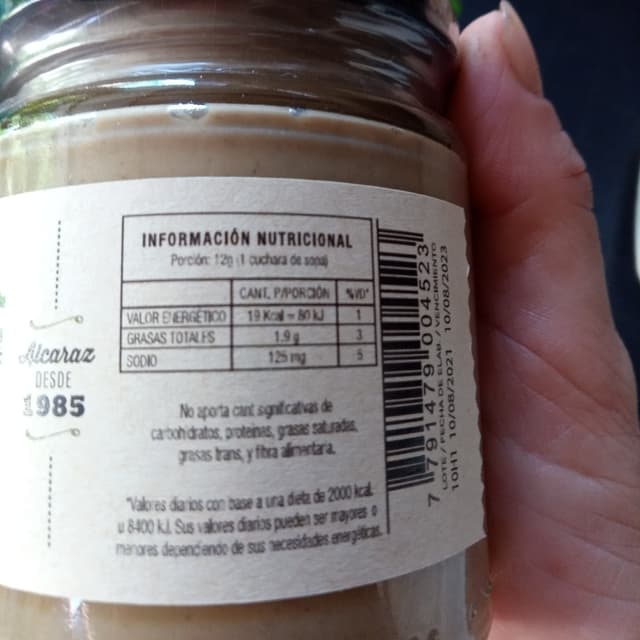 Alcaraz
DESDE
1985
INFORMACIÓN NUTRICIONAL
Porción: 12g (1 cuchara de sopa)
CANT. P/PORCIÓN %VD*
VALOR ENERGÉTICO 19 Kcal = 80 kJ 1
GRASAS TOTALES 1.9 g 3
SODIO 125 mg 5
No aporta cant. significativas de
carbohidratos, proteínas, grasas saturadas,
grasas trans, y fibra alimentaria.
*Valores diarios con base a una dieta de 2000 kcal.
u 8400 kJ. Sus valores diarios pueden ser mayores o
menores dependiendo de sus necesidades energéticas.
7 791479 004523
LOTE / FECHA DE ELAB. / VENCIMIENTO
10H1 10/08/2021 10/08/2023